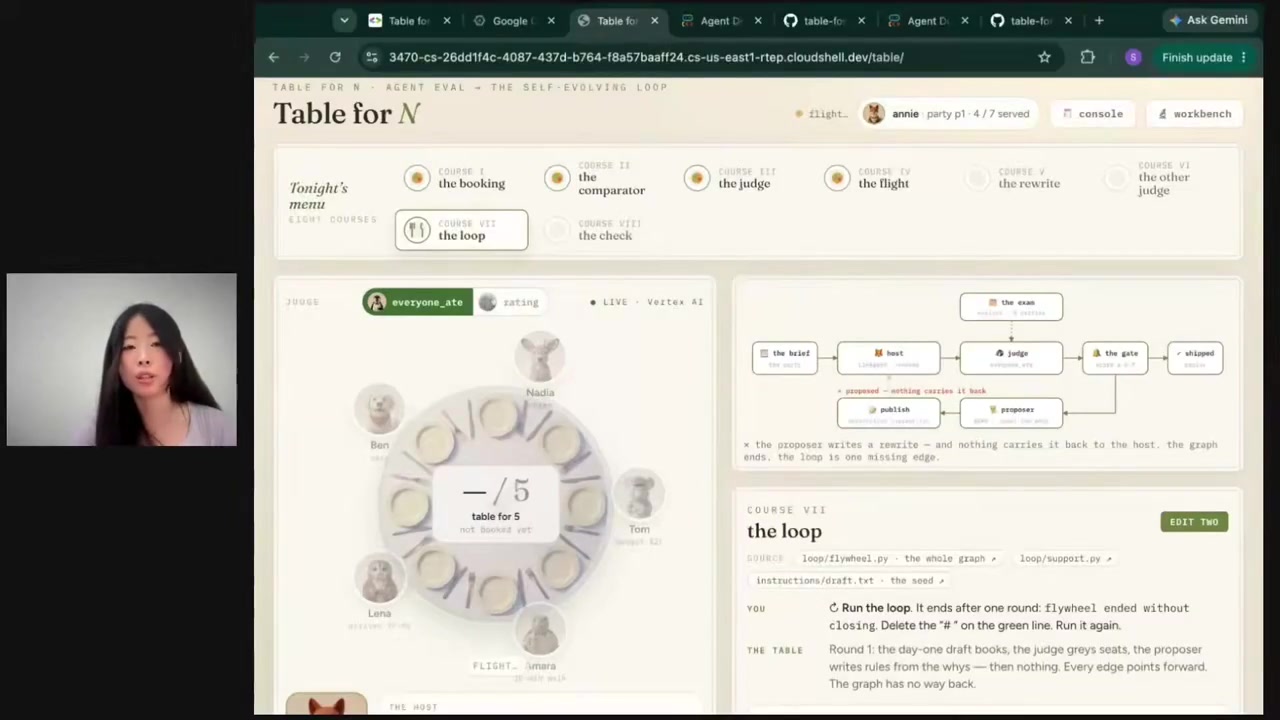 Table for
Google
Table for
Agent D
table-for
Agent D
table-for
Ask Gemini
3470-cs-26dd1f4c-4087-437d-b764-f8a57baaff24.cs-us-east1-rtep.cloudshell.dev/table/
S
Finish update
TABLE FOR N · AGENT EVAL → THE SELF-EVOLVING LOOP
Table for N
flight…
annie party p1 · 4 / 7 served
console
workbench
Tonight's menu
EIGHT COURSES
COURSE I
the booking
COURSE II
the comparator
COURSE III
the judge
COURSE IV
the flight
COURSE V
the rewrite
COURSE VI
the other judge
COURSE VII
the loop
COURSE VIII
the check
JUDGE
everyone_ate
rating
● LIVE · Vertex AI
Nadia
Ben
Tom
Lena
Amara
— / 5
table for 5
not booked yet
FLIGHT…
THE HOST
the exam
the brief
the party
host
judge
everyone_ate
the gate
shipped
× proposed — nothing carries it back
publish
proposer
× the proposer writes a rewrite — and nothing carries it back to the host. the graph
ends. the loop is one missing edge.
COURSE VII
the loop
EDIT TWO
SOURCE
loop/flywheel.py · the whole graph ↗
loop/support.py ↗
instructions/draft.txt · the seed ↗
YOU
↻ Run the loop. It ends after one round: flywheel ended without
closing. Delete the "# " on the green line. Run it again.
THE TABLE
Round 1: the day-one draft books, the judge greys seats, the proposer
writes rules from the whys — then nothing. Every edge points forward.
The graph has no way back.